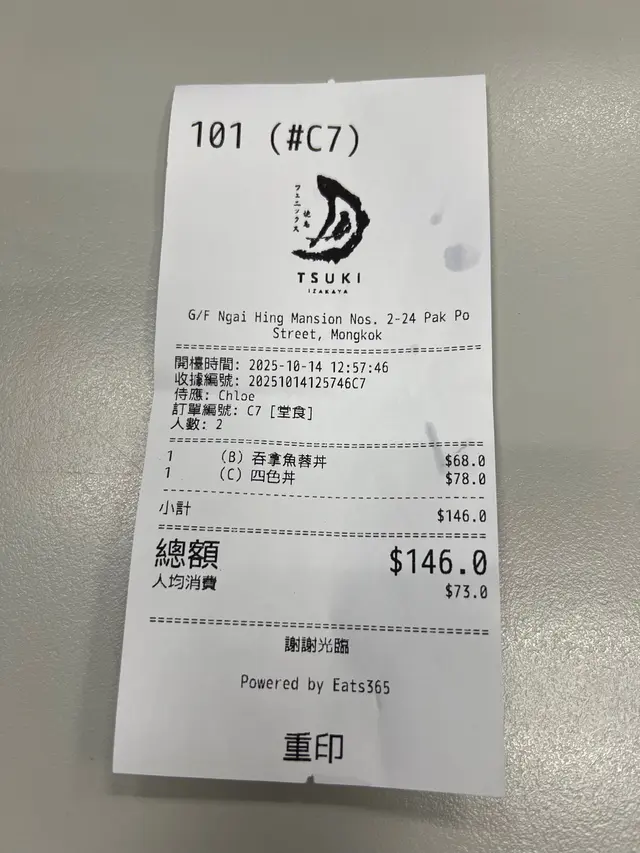 101 (#C7)
フェニックス
焼鳥
TSUKI
IZAKAYA
G/F Ngai Hing Mansion Nos. 2-24 Pak Po
Street, Mongkok
開檯時間: 2025-10-14 12:57:46
收據編號: 20251014125746C7
侍應: Chloe
訂單編號: C7 [堂食]
人數: 2
1 (B) 吞拿魚蓉丼 $68.0
1 (C) 四色丼 $78.0
小計 $146.0
總額 $146.0
人均消費 $73.0
謝謝光臨
Powered by Eats365
重印